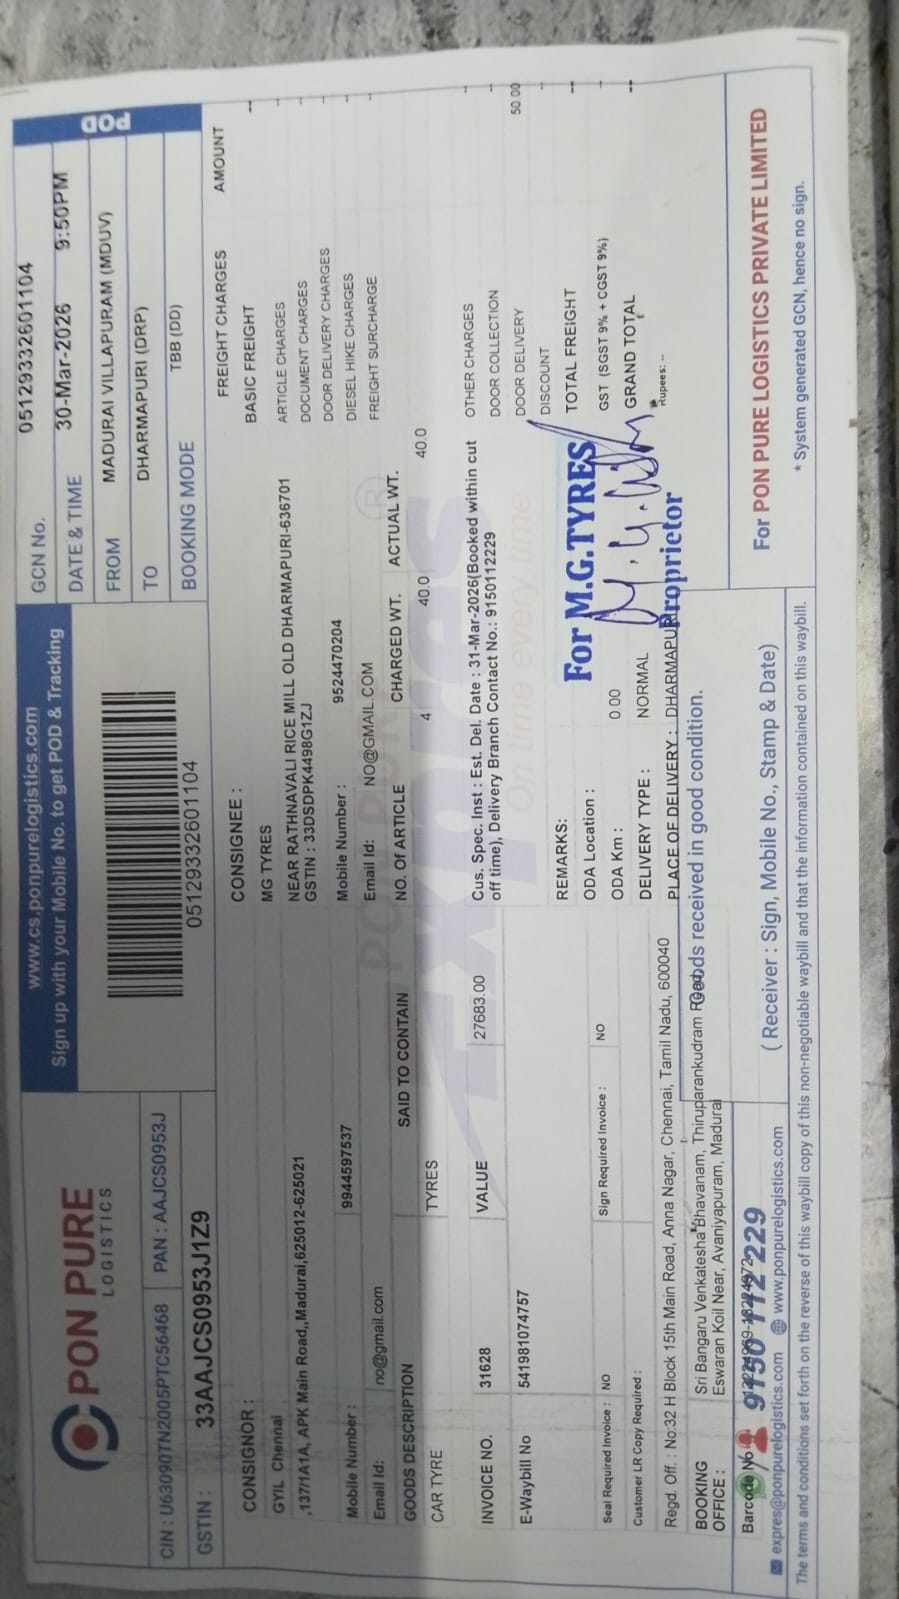 PON PURE
LOGISTICS
CIN : U63090TN2005PTC56468 PAN : AAJCS0953J
GSTIN : 33AAJCS0953J1Z9
www.cs.ponpurelogistics.com
Sign up with your Mobile No. to get POD & Tracking
05129332601104
GCN No. 05129332601104
DATE & TIME 30-Mar-2026 9:50PM
FROM MADURAI VILLAPURAM (MDUV)
TO DHARMAPURI (DRP)
BOOKING MODE TBB (DD)
POD
CONSIGNOR :
GYIL Chennai
,137/1A1A, APK Main Road,,Madurai,625012-625021
Mobile Number : 9944597537
Email Id: no@gmail.com
CONSIGNEE :
MG TYRES
NEAR RATHNAVALI RICE MILL OLD DHARMAPURI-636701
GSTIN : 33DSDPK4498G1ZJ
Mobile Number : 9524470204
Email Id: NO@GMAIL.COM
GOODS DESCRIPTION SAID TO CONTAIN NO. Of ARTICLE CHARGED WT. ACTUAL WT.
CAR TYRE TYRES 4 40.0 40.0
INVOICE NO. 31628 VALUE 27683.00
E-Waybill No 541981074757
Cus. Spec. Inst : Est. Del. Date : 31-Mar-2026(Booked within cut
off time), Delivery Branch Contact No.: 9150112229
FREIGHT CHARGES AMOUNT
BASIC FREIGHT --
ARTICLE CHARGES -
DOCUMENT CHARGES -
DOOR DELIVERY CHARGES -
DIESEL HIKE CHARGES -
FREIGHT SURCHARGE -
OTHER CHARGES -
DOOR COLLECTION -
DOOR DELIVERY 50.00
DISCOUNT -
TOTAL FREIGHT --
GST (SGST 9% + CGST 9%) -
GRAND TOTAL --
Rupees: --
REMARKS:
ODA Location :
ODA Km : 0.00
DELIVERY TYPE : NORMAL
PLACE OF DELIVERY : DHARMAPURI
For M.G.TYRES
Proprietor
Seal Required Invoice : NO Sign Required Invoice : NO
Customer LR Copy Required :
Regd. Off. : No:32 H Block 15th Main Road, Anna Nagar, Chennai, Tamil Nadu, 600040
BOOKING OFFICE : Sri Bangaru Venkatesha Bhavanam, Thiruparankudram Road,
Eswaran Koil Near, Avaniyapuram, Madurai
Barcode No
9150 112 229
expres@ponpurelogistics.com www.ponpurelogistics.com
Goods received in good condition.
( Receiver : Sign, Mobile No., Stamp & Date)
For PON PURE LOGISTICS PRIVATE LIMITED
* System generated GCN, hence no sign.
The terms and conditions set forth on the reverse of this waybill copy of this non-negotiable waybill and that the information contained on this waybill.
PON PURE
Expres
On time every time